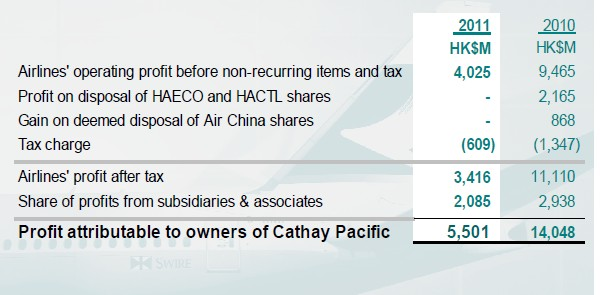 2011 2010
HK$M HK$M
Airlines' operating profit before non-recurring items and tax 4,025 9,465
Profit on disposal of HAECO and HACTL shares - 2,165
Gain on deemed disposal of Air China shares - 868
Tax charge (609) (1,347)
Airlines' profit after tax 3,416 11,110
Share of profits from subsidiaries & associates 2,085 2,938
Profit attributable to owners of Cathay Pacific 5,501 14,048
SWIRE